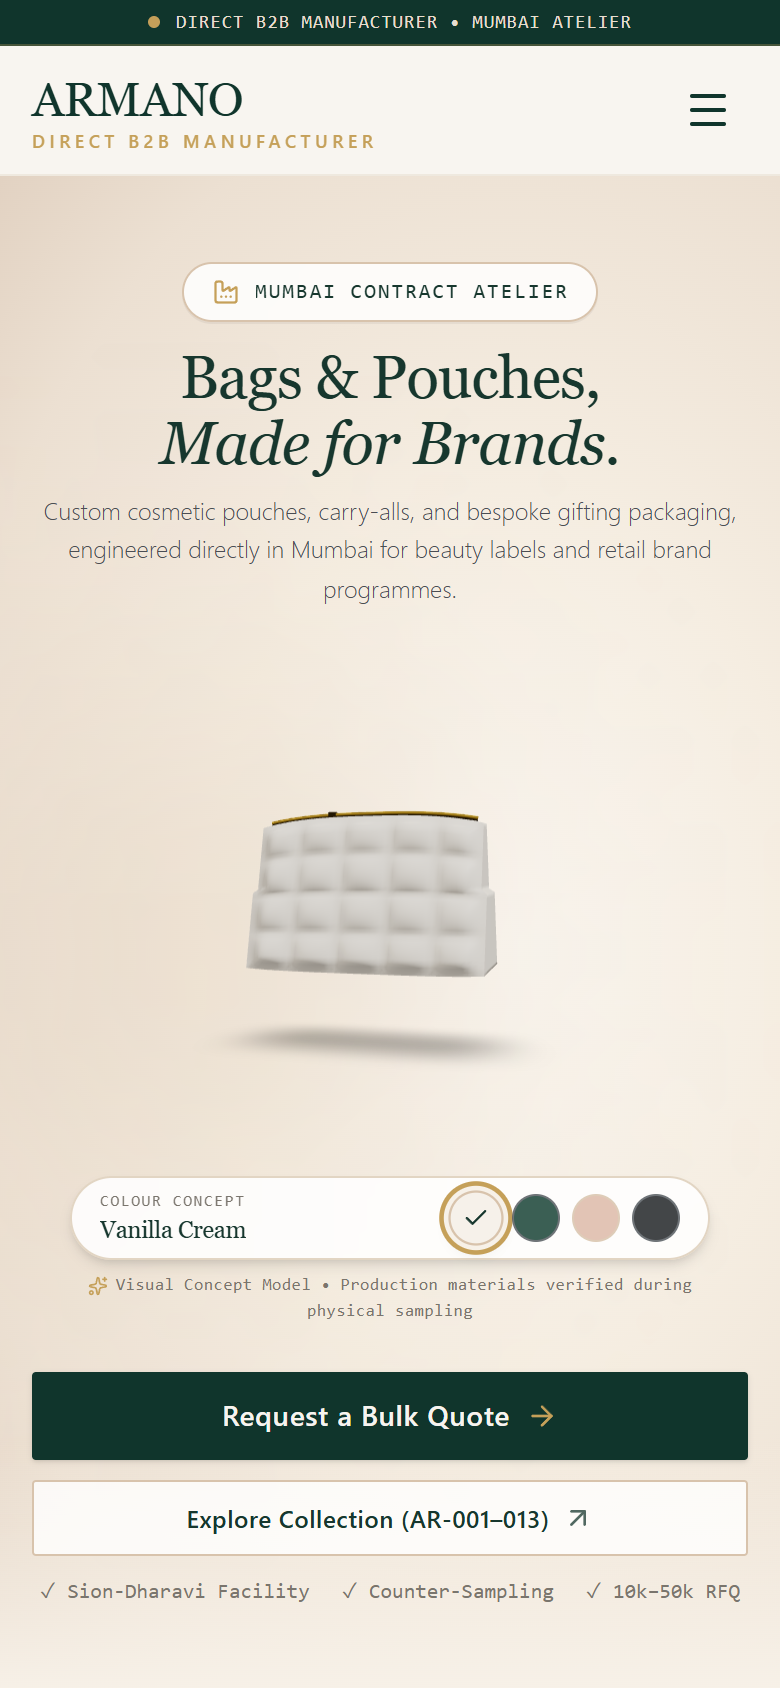 DIRECT B2B MANUFACTURER • MUMBAI ATELIER
ARMANO
DIRECT B2B MANUFACTURER
MUMBAI CONTRACT ATELIER
Bags & Pouches,
Made for Brands.
Custom cosmetic pouches, carry-alls, and bespoke gifting packaging,
engineered directly in Mumbai for beauty labels and retail brand
programmes.
COLOUR CONCEPT
Vanilla Cream
Visual Concept Model • Production materials verified during
physical sampling
Request a Bulk Quote →
Explore Collection (AR-001–013) ↗
✓ Sion-Dharavi Facility ✓ Counter-Sampling ✓ 10k–50k RFQ